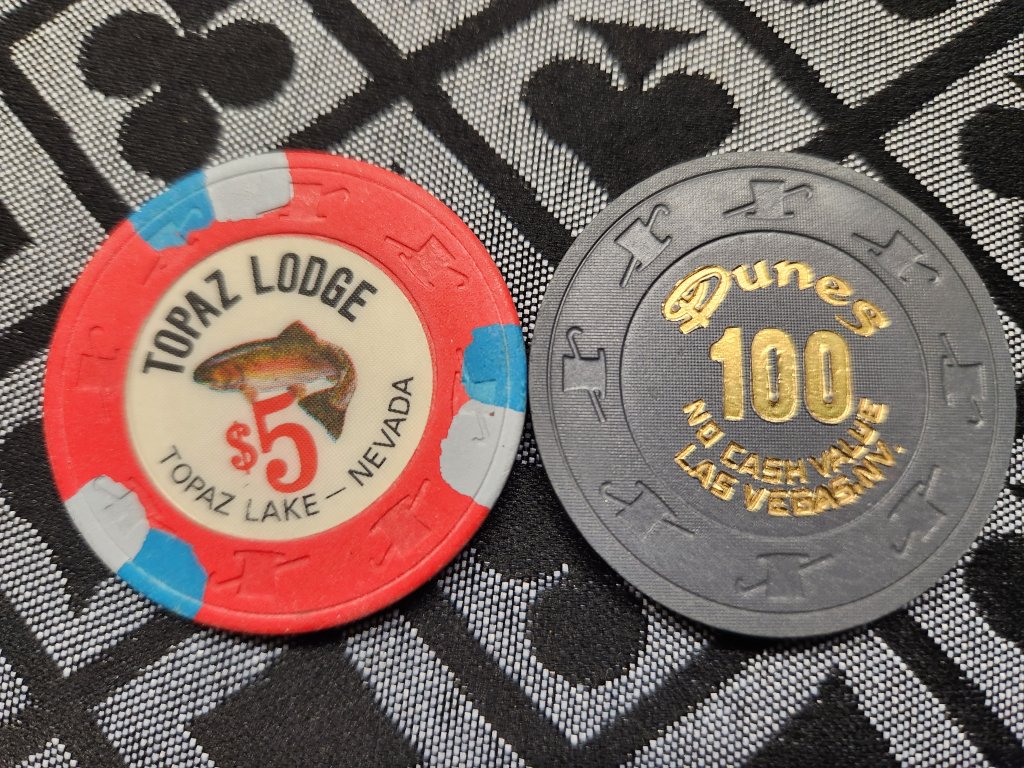 TOPAZ LODGE
$5
TOPAZ LAKE — NEVADA
Dunes
100
NO CASH VALUE
LAS VEGAS, NV.